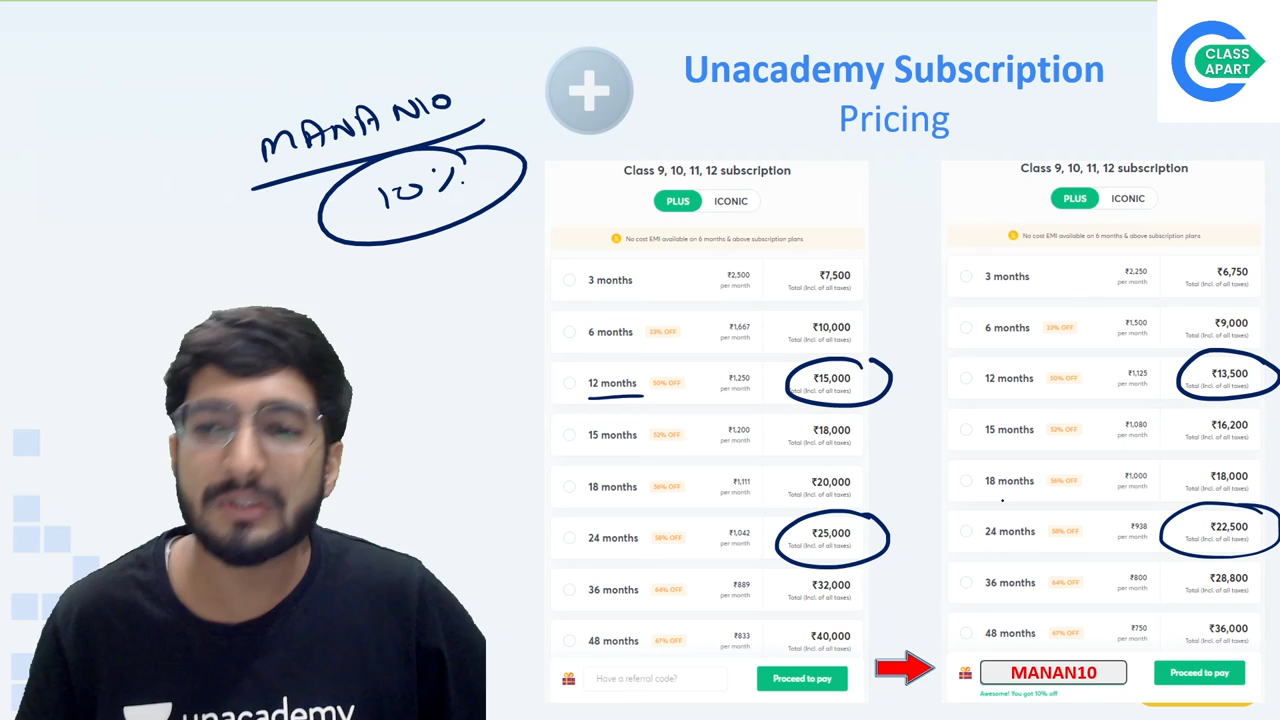 Unacademy Subscription
Pricing
CLASS
APART
MANAN10
10%
Class 9, 10, 11, 12 subscription
PLUS ICONIC
No cost EMI available on 6 months & above subscription plans
3 months ₹2,500 per month ₹7,500 Total (Incl. of all taxes)
6 months 33% OFF ₹1,667 per month ₹10,000 Total (Incl. of all taxes)
12 months 50% OFF ₹1,250 per month ₹15,000 Total (Incl. of all taxes)
15 months 52% OFF ₹1,200 per month ₹18,000 Total (Incl. of all taxes)
18 months 56% OFF ₹1,111 per month ₹20,000 Total (Incl. of all taxes)
24 months 58% OFF ₹1,042 per month ₹25,000 Total (Incl. of all taxes)
36 months 64% OFF ₹889 per month ₹32,000 Total (Incl. of all taxes)
48 months 67% OFF ₹833 per month ₹40,000
Have a referral code? Proceed to pay
Class 9, 10, 11, 12 subscription
PLUS ICONIC
No cost EMI available on 6 months & above subscription plans
3 months ₹2,250 per month ₹6,750 Total (Incl. of all taxes)
6 months 33% OFF ₹1,500 per month ₹9,000 Total (Incl. of all taxes)
12 months 50% OFF ₹1,125 per month ₹13,500 Total (Incl. of all taxes)
15 months 52% OFF ₹1,080 per month ₹16,200 Total (Incl. of all taxes)
18 months 56% OFF ₹1,000 per month ₹18,000 Total (Incl. of all taxes)
24 months 58% OFF ₹938 per month ₹22,500 Total (Incl. of all taxes)
36 months 64% OFF ₹800 per month ₹28,800 Total (Incl. of all taxes)
48 months 67% OFF ₹750 per month ₹36,000 Total (Incl. of all taxes)
MANAN10 Proceed to pay
Awesome! You got 10% off
unacademy